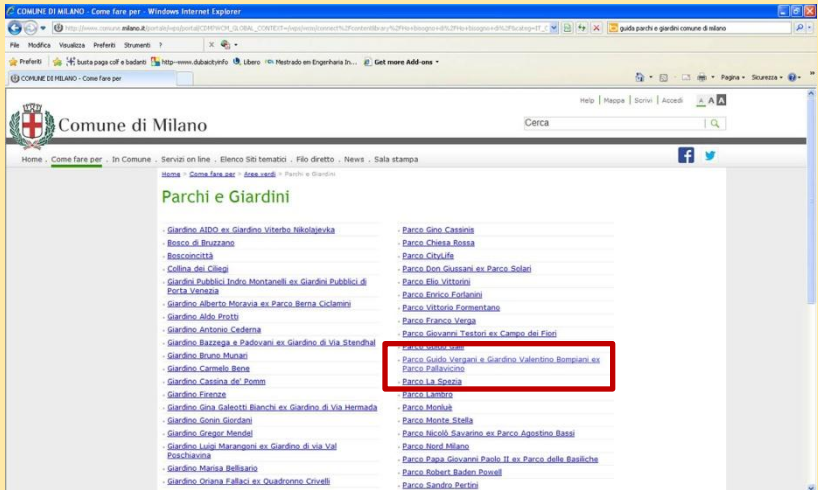 COMUNE DI MILANO - Come fare per - Windows Internet Explorer
guida parchi e giardini comune di milano
File Modifica Visualizza Preferiti Strumenti ?
Preferiti busta paga colf e badanti http--www.dubaicityinfo Libero Mestrado em Engenharia In... Get more Add-ons
COMUNE DI MILANO - Come fare per
Pagina Sicurezza
Help | Mappe | Scrivi | Accedi A A A
Comune di Milano
Cerca
Home . Come fare per . In Comune . Servizi on line . Elenco Siti tematici . Filo diretto . News . Sala stampa
Home > Come fare per > Area verdi > Parchi e Giardini
Parchi e Giardini
Giardino AIDO ex Giardino Viterbo Nikolajevka
Bosco di Bruzzano
Boscoincittà
Collina dei Ciliegi
Giardini Pubblici Indro Montanelli ex Giardini Pubblici di
Porta Venezia
Giardino Alberto Moravia ex Parco Berna Ciclamini
Giardino Aldo Protti
Giardino Antonio Cederna
Giardino Bazzega e Padovani ex Giardino di Via Stendhal
Giardino Bruno Munari
Giardino Carmelo Bene
Giardino Cassina de' Pomm
Giardino Firenze
Giardino Gina Galeotti Bianchi ex Giardino di Via Hermada
Giardino Gonin Giordani
Giardino Gregor Mendel
Giardino Luigi Marangoni ex Giardino di via Val
Poschiavina
Giardino Marisa Bellisario
Giardino Oriana Fallaci ex Quadronno Crivelli
Parco Gino Cassinis
Parco Chiesa Rossa
Parco CityLife
Parco Don Giussani ex Parco Solari
Parco Elio Vittorini
Parco Enrico Forlanini
Parco Vittorio Formentano
Parco Franco Verga
Parco Giovanni Testori ex Campo dei Fiori
Parco Guido Galli
Parco Guido Vergani e Giardino Valentino Bompiani ex
Parco Pallavicino
Parco La Spezia
Parco Lambro
Parco Monluè
Parco Monte Stella
Parco Nicolò Savarino ex Parco Agostino Bassi
Parco Nord Milano
Parco Papa Giovanni Paolo II ex Parco delle Basiliche
Parco Robert Baden Powell
Parco Sandro Pertini